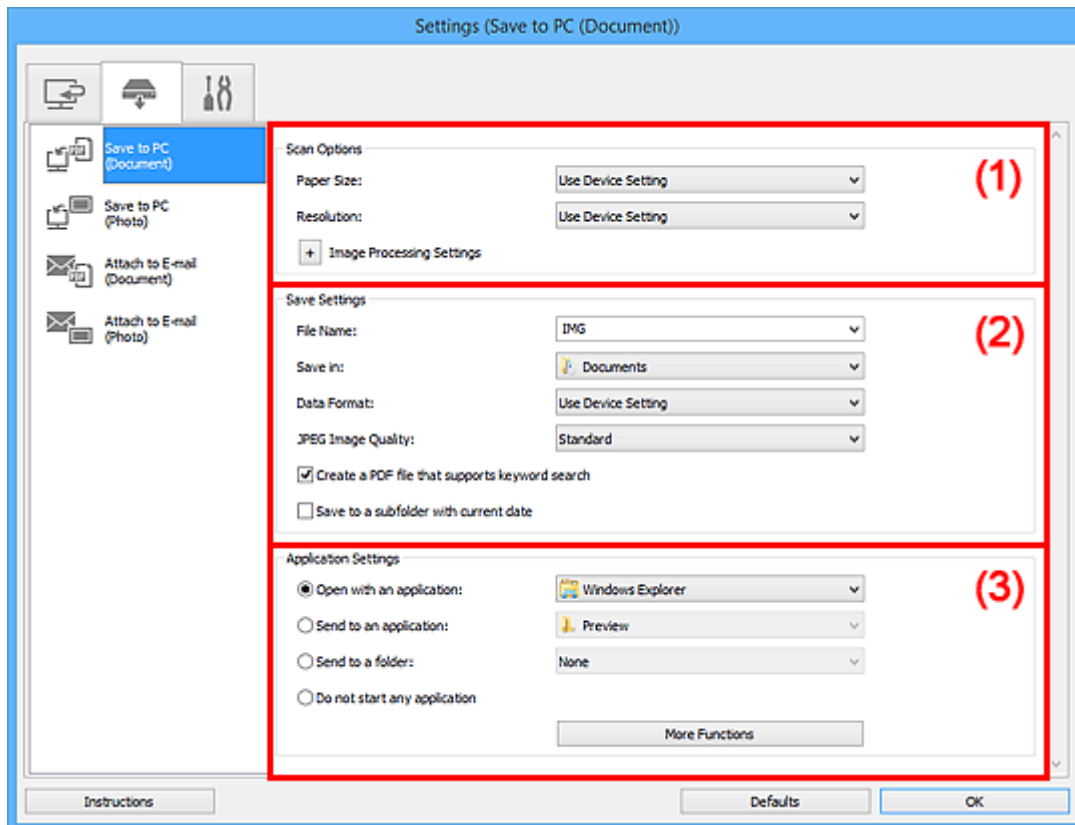 Settings (Save to PC (Document))
Save to PC
(Document)
Save to PC
(Photo)
Attach to E-mail
(Document)
Attach to E-mail
(Photo)
Scan Options
(1)
Paper Size: Use Device Setting
Resolution: Use Device Setting
+ Image Processing Settings
Save Settings
(2)
File Name: IMG
Save in: Documents
Data Format: Use Device Setting
JPEG Image Quality: Standard
Create a PDF file that supports keyword search
Save to a subfolder with current date
Application Settings
(3)
Open with an application: Windows Explorer
Send to an application: Preview
Send to a folder: None
Do not start any application
More Functions
Instructions Defaults OK